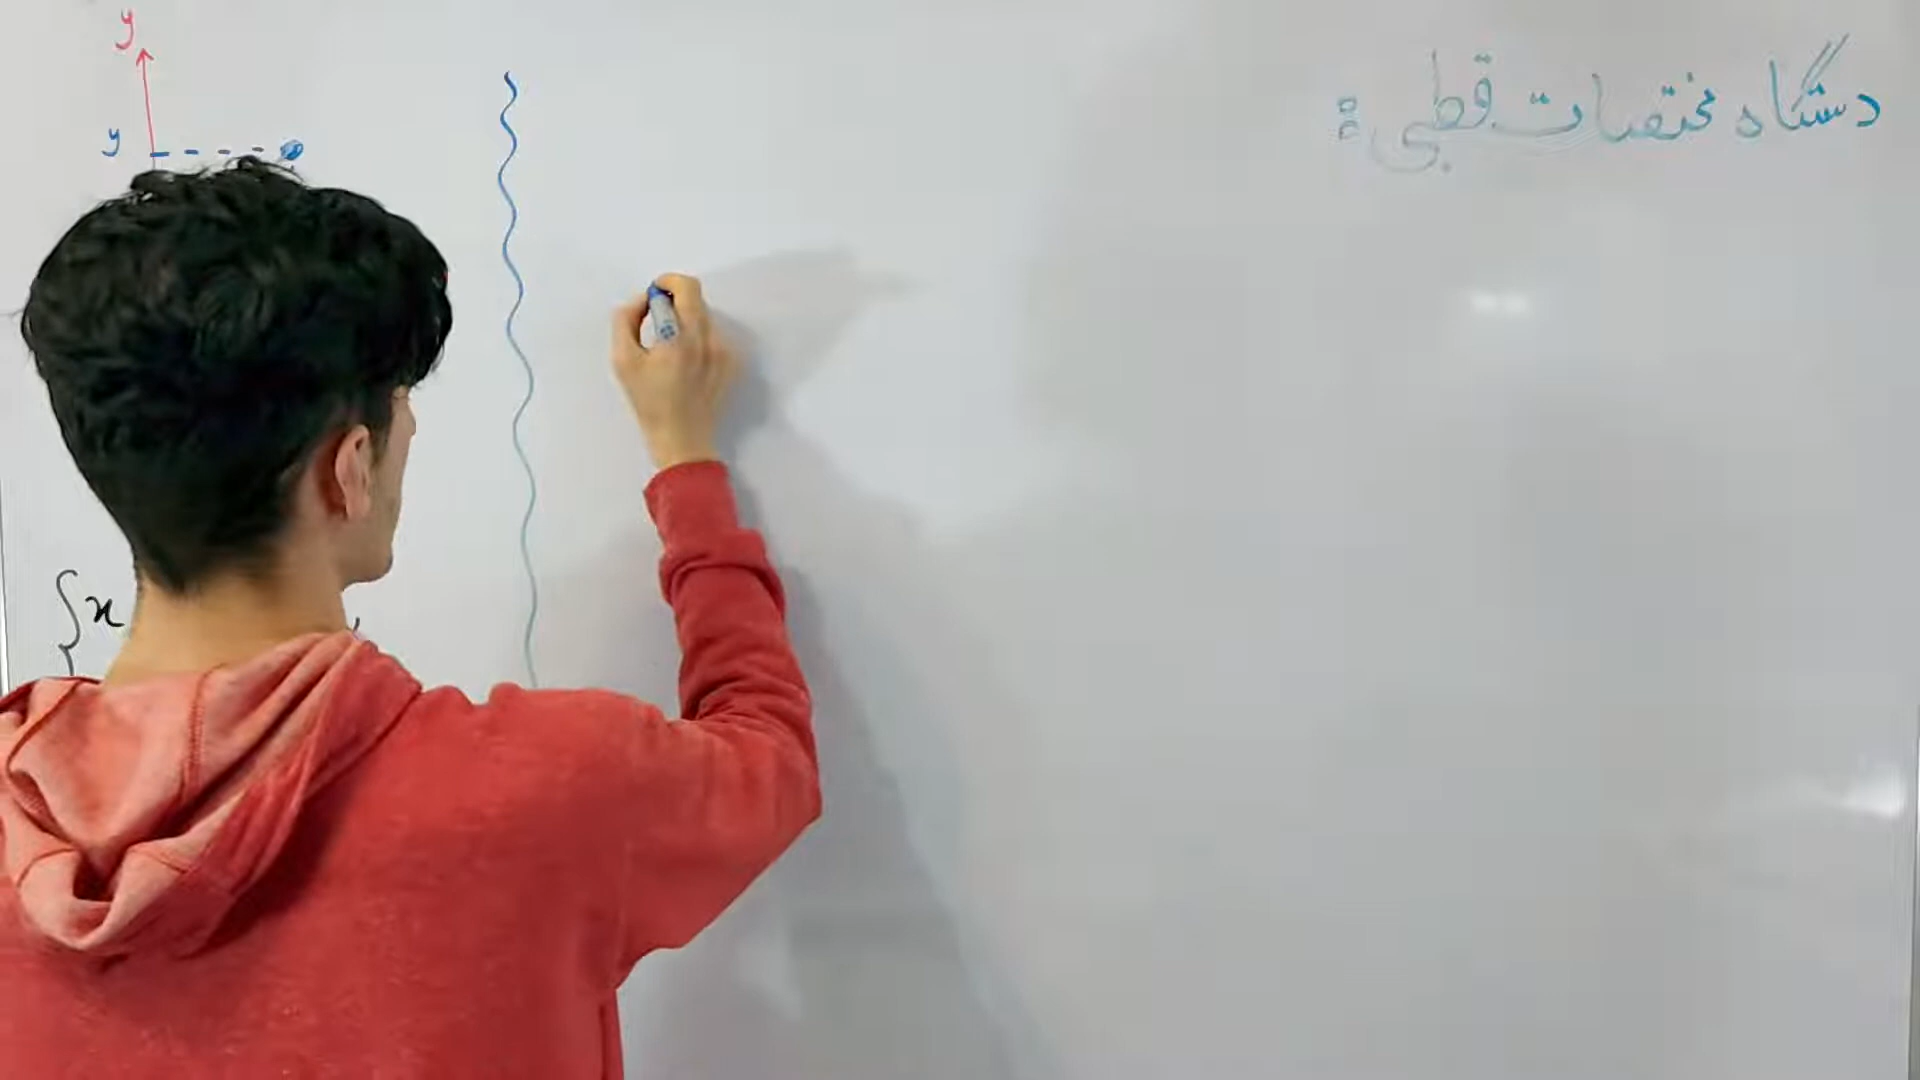 دستگاه مختصات قطبی:
y
y
{x